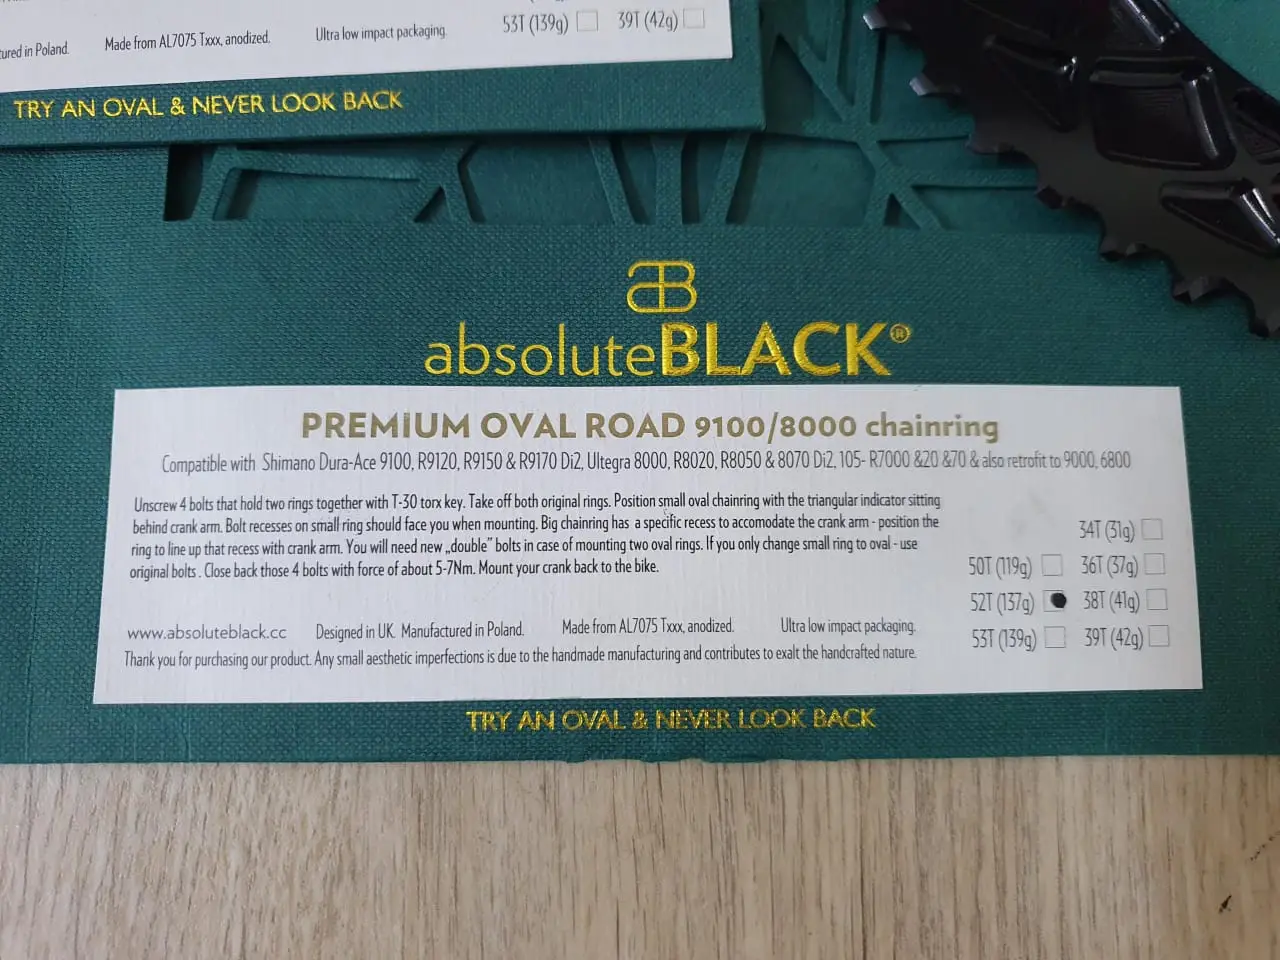 53T (139g) 39T (42g)
tured in Poland. Made from AL7075 Txxx, anodized. Ultra low impact packaging.
TRY AN OVAL & NEVER LOOK BACK
absoluteBLACK®
PREMIUM OVAL ROAD 9100/8000 chainring
Compatible with Shimano Dura-Ace 9100, R9120, R9150 & R9170 Di2, Ultegra 8000, R8020, R8050 & 8070 Di2, 105- R7000 &20 &70 & also retrofit to 9000, 6800
Unscrew 4 bolts that hold two rings together with T-30 torx key. Take off both original rings. Position small oval chainring with the triangular indicator sitting
behind crank arm. Bolt recesses on small ring should face you when mounting. Big chainring has a specific recess to accomodate the crank arm - position the
ring to line up that recess with crank arm. You will need new „double" bolts in case of mounting two oval rings. If you only change small ring to oval - use
original bolts . Close back those 4 bolts with force of about 5-7Nm. Mount your crank back to the bike.
34T (31g)
50T (119g) 36T (37g)
52T (137g) 38T (41g)
53T (139g) 39T (42g)
www.absoluteblack.cc Designed in UK. Manufactured in Poland. Made from AL7075 Txxx, anodized. Ultra low impact packaging.
Thank you for purchasing our product. Any small aesthetic imperfections is due to the handmade manufacturing and contributes to exalt the handcrafted nature.
TRY AN OVAL & NEVER LOOK BACK